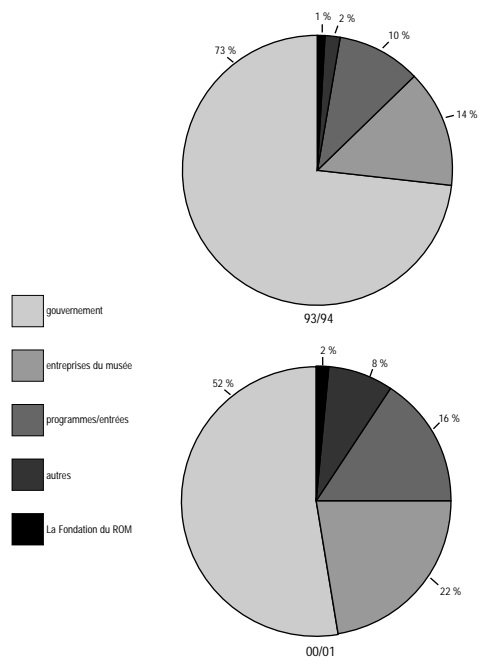 1 %
2 %
10 %
73 %
14 %
93/94
gouvernement
entreprises du musée
programmes/entrées
autres
La Fondation du ROM
2 %
8 %
52 %
16 %
22 %
00/01